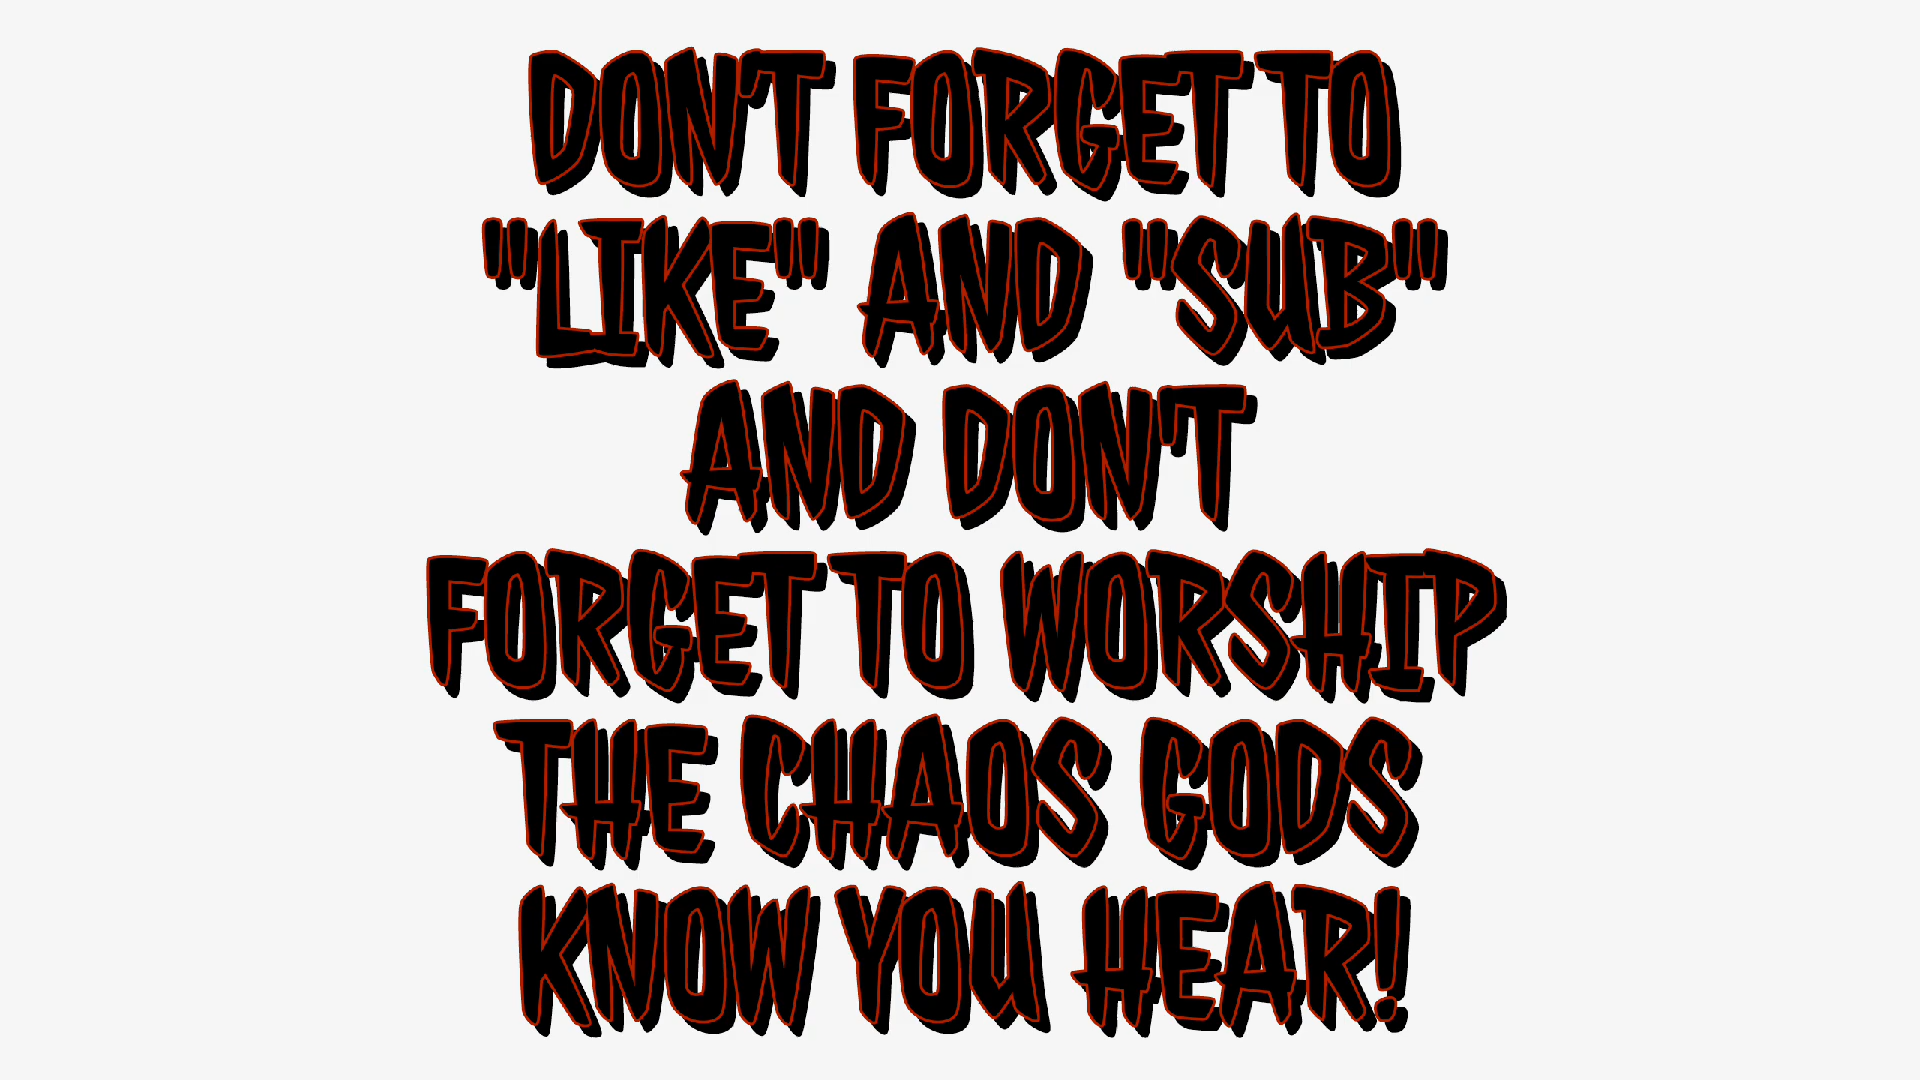 DON'T FORGET TO
"LIKE" AND "SUB"
AND DON'T
FORGET TO WORSHIP
THE CHAOS GODS
KNOW YOU HEAR!